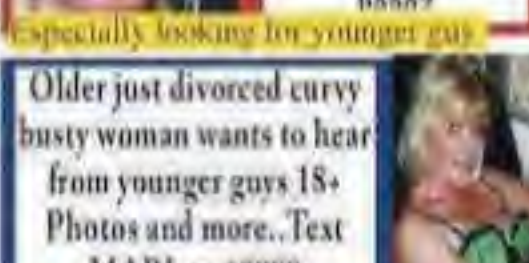 Especially looking for younger guy
Older just divorced curvy
busty woman wants to hear
from younger guys 18+
Photos and more..Text